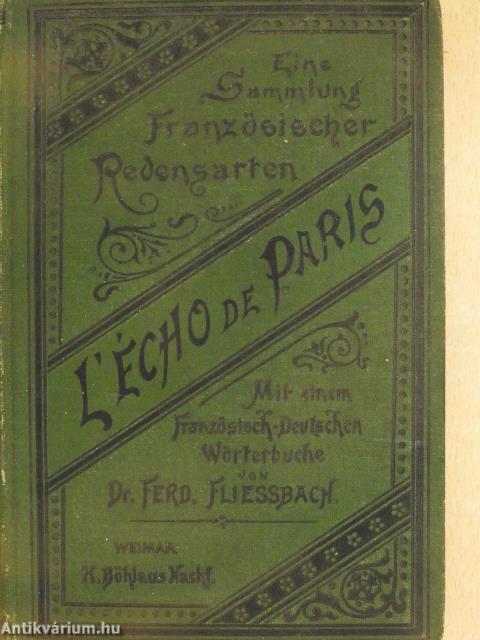 Eine
Sammlung
Französischer
Redensarten
L'ÉCHO DE PARIS
Mit einem
Französisch-Deutschen
Wörterbuche
VON
Dr. FERD. FLIESSBACH.
WEIMAR
H. Böhlaus Nachf.
Antikvárium.hu